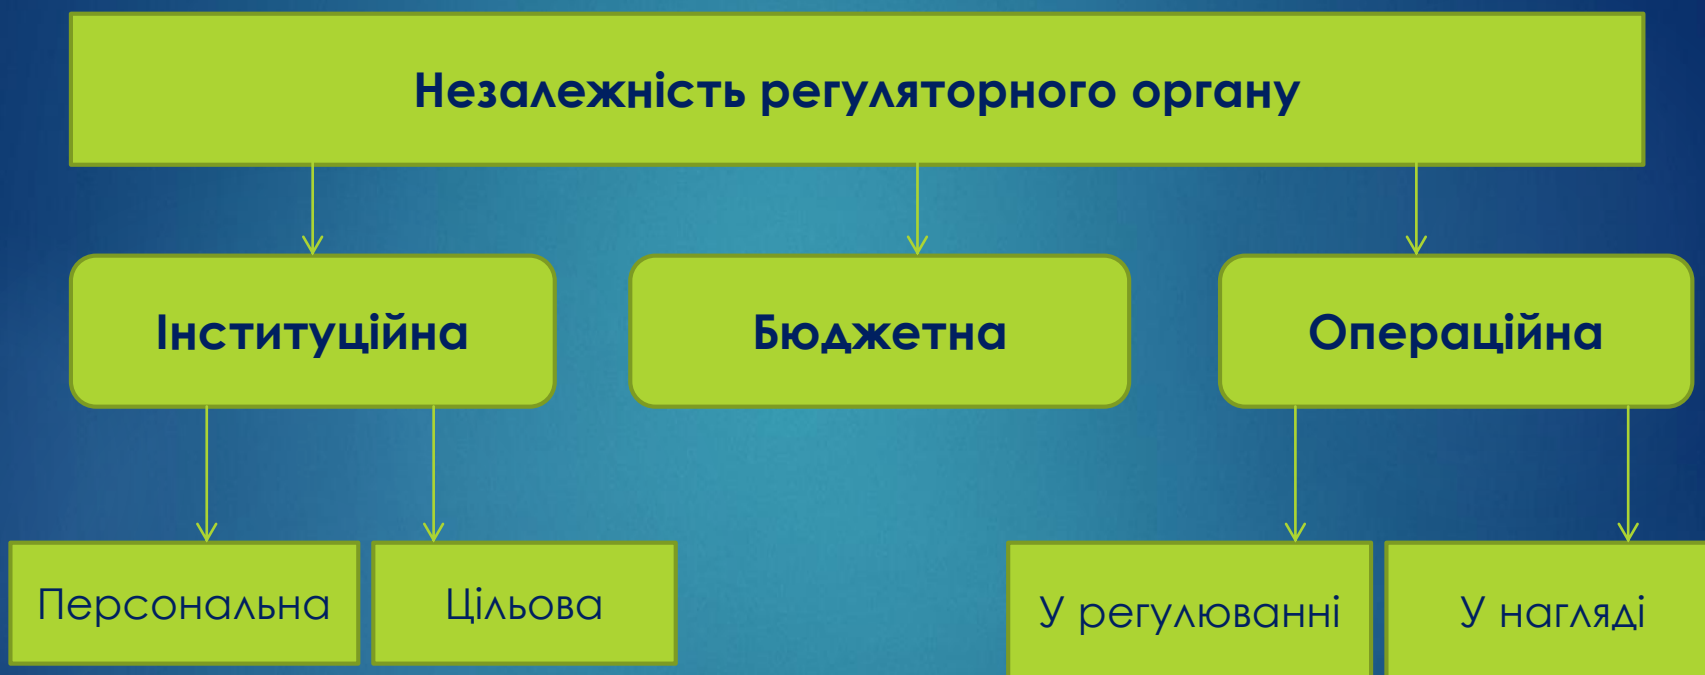 Незалежність регуляторного органу
Інституційна
Бюджетна
Операційна
Персональна
Цільова
У регулюванні
У нагляді